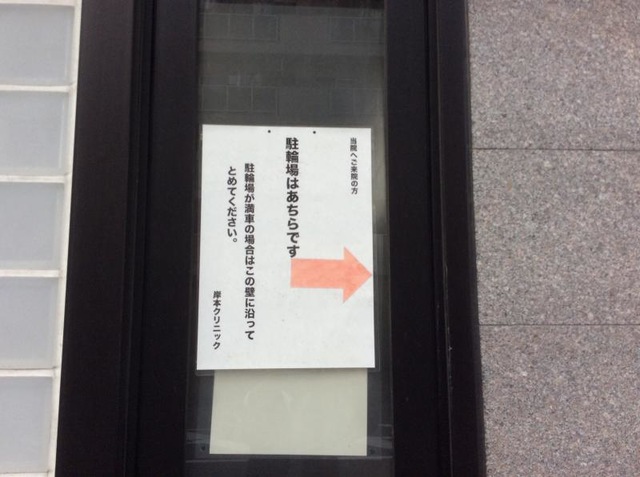 当院へご来院の方
駐輪場はあちらです
駐輪場が満車の場合はこの壁に沿って
とめてください。
岸本クリニック